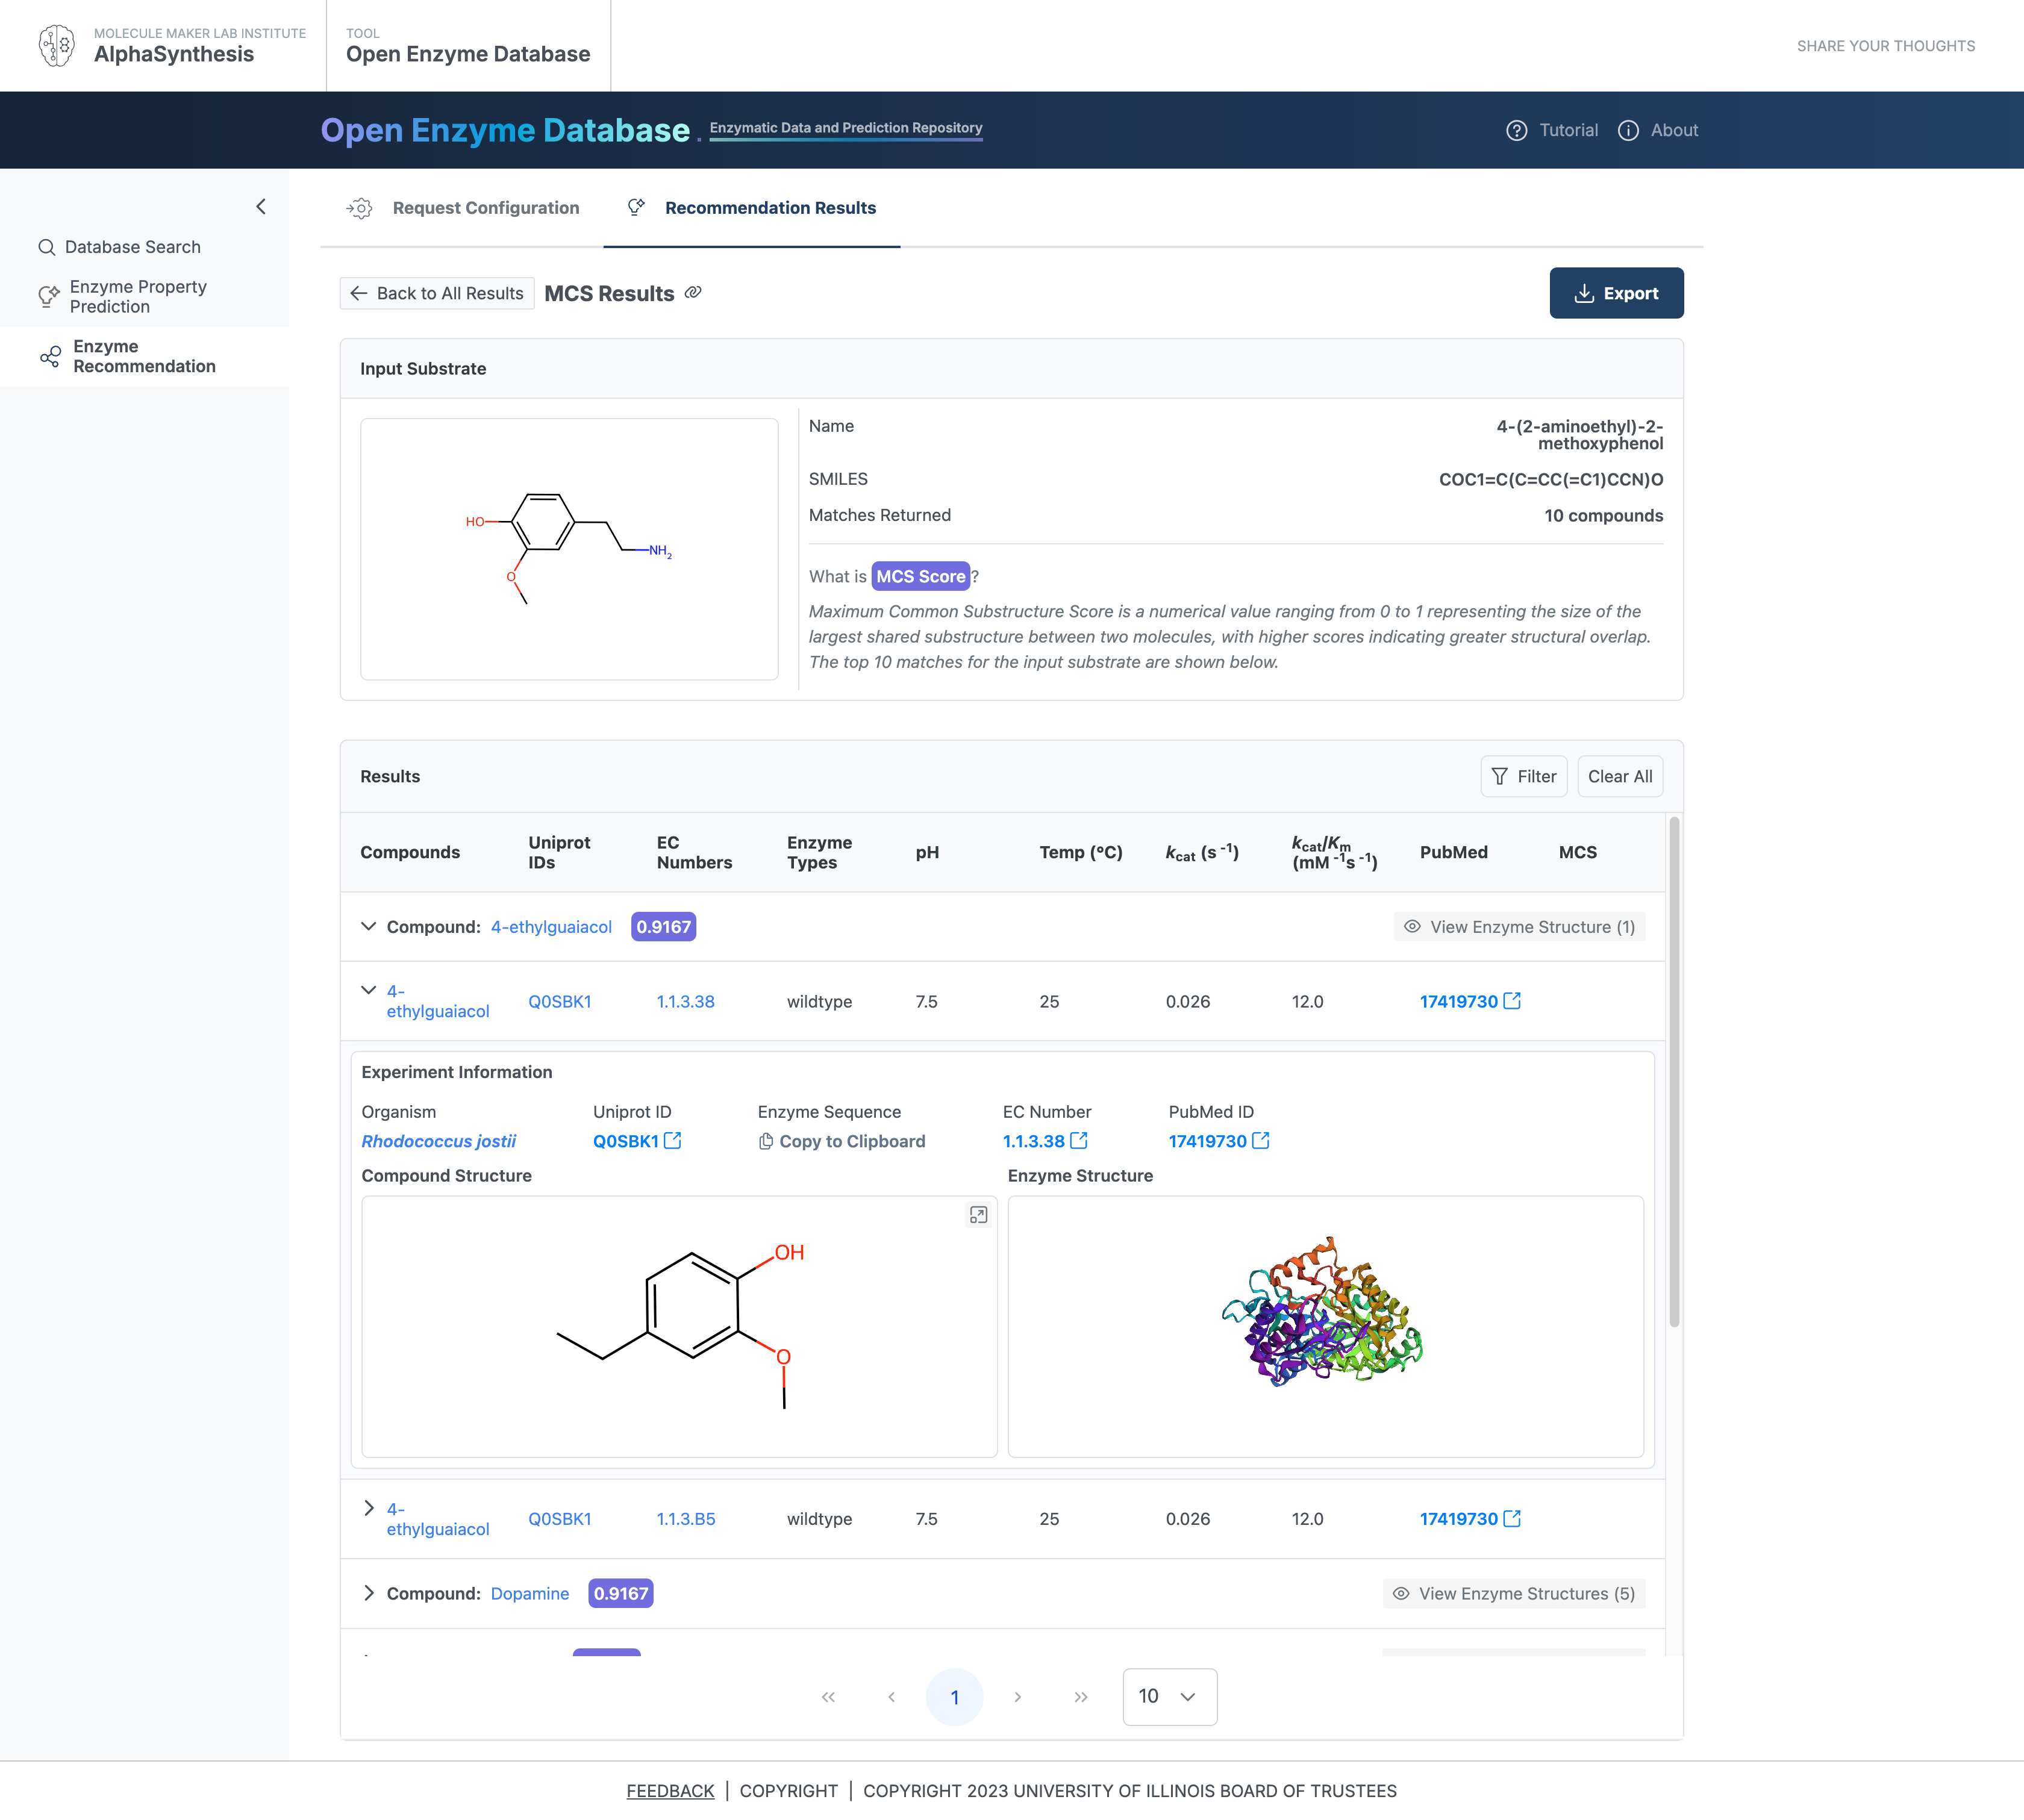 MOLECULE MAKER LAB INSTITUTE
AlphaSynthesis
TOOL
Open Enzyme Database
SHARE YOUR THOUGHTS
Open Enzyme Database.
Enzymatic Data and Prediction Repository
Tutorial
About
Database Search
Enzyme Property
Prediction
Enzyme
Recommendation
Request Configuration
Recommendation Results
Back to All Results
MCS Results
Export
Input Substrate
HO
O
NH2
Name
4-(2-aminoethyl)-2-
methoxyphenol
SMILES
COC1=C(C=CC(=C1)CCN)O
Matches Returned
10 compounds
What is MCS Score ?
Maximum Common Substructure Score is a numerical value ranging from 0 to 1 representing the size of the
largest shared substructure between two molecules, with higher scores indicating greater structural overlap.
The top 10 matches for the input substrate are shown below.
Results
Filter
Clear All
Compounds
Uniprot
IDs
EC
Numbers
Enzyme
Types
pH
Temp (°C)
kcat (s -1)
kcat/Km
(mM -1s -1)
PubMed
MCS
Compound: 4-ethylguaiacol 0.9167
View Enzyme Structure (1)
4-
ethylguaiacol
Q0SBK1
1.1.3.38
wildtype
7.5
25
0.026
12.0
17419730
Experiment Information
Organism
Rhodococcus jostii
Uniprot ID
Q0SBK1
Enzyme Sequence
Copy to Clipboard
EC Number
1.1.3.38
PubMed ID
17419730
Compound Structure
OH
O
Enzyme Structure
4-
ethylguaiacol
Q0SBK1
1.1.3.B5
wildtype
7.5
25
0.026
12.0
17419730
Compound: Dopamine 0.9167
View Enzyme Structures (5)
1
10
FEEDBACK | COPYRIGHT | COPYRIGHT 2023 UNIVERSITY OF ILLINOIS BOARD OF TRUSTEES